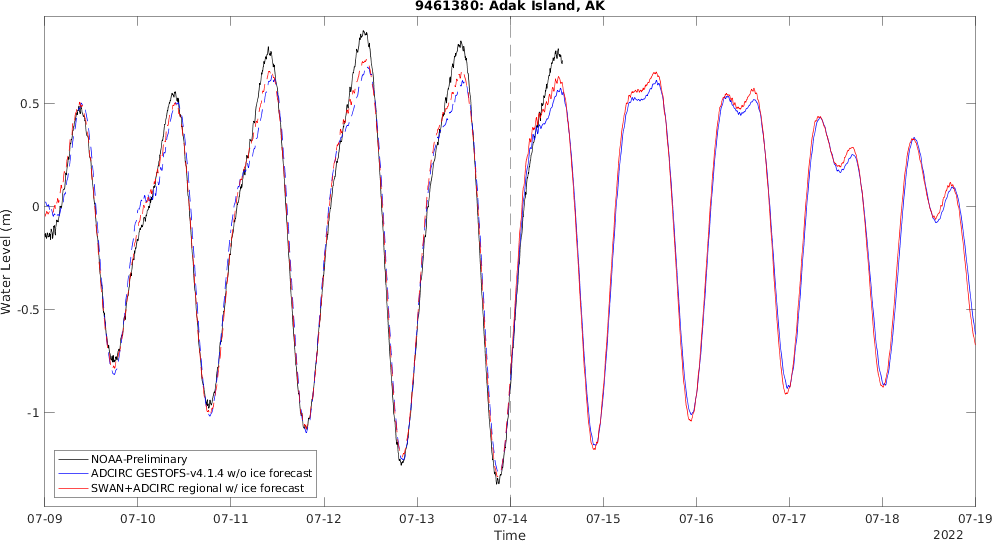 9461380: Adak Island, AK
Water Level (m)
0.5
0
-0.5
-1
NOAA-Preliminary
ADCIRC GESTOFS-v4.1.4 w/o ice forecast
SWAN+ADCIRC regional w/ ice forecast
07-09 07-10 07-11 07-12 07-13 07-14 07-15 07-16 07-17 07-18 07-19
Time
2022